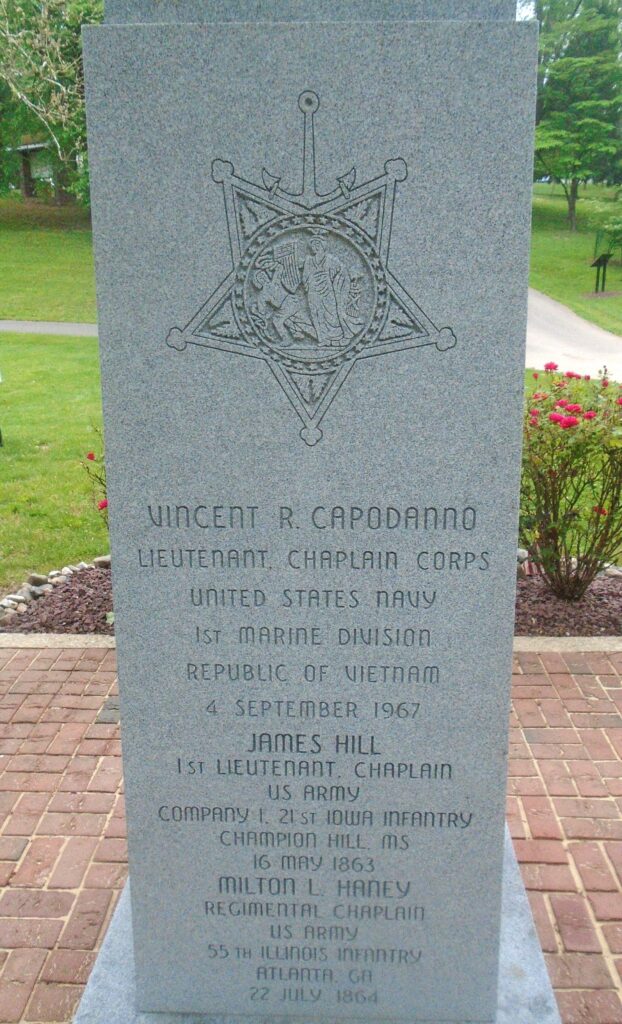 VINCENT R. CAPODANNO
LIEUTENANT, CHAPLAIN CORPS
UNITED STATES NAVY
1ST MARINE DIVISION
REPUBLIC OF VIETNAM
4 SEPTEMBER 1967
JAMES HILL
1ST LIEUTENANT, CHAPLAIN
US ARMY
COMPANY I, 21ST IOWA INFANTRY
CHAMPION HILL, MS
16 MAY 1863
MILTON L. HANEY
REGIMENTAL CHAPLAIN
US ARMY
55TH ILLINOIS INFANTRY
ATLANTA, GA
22 JULY, 1864